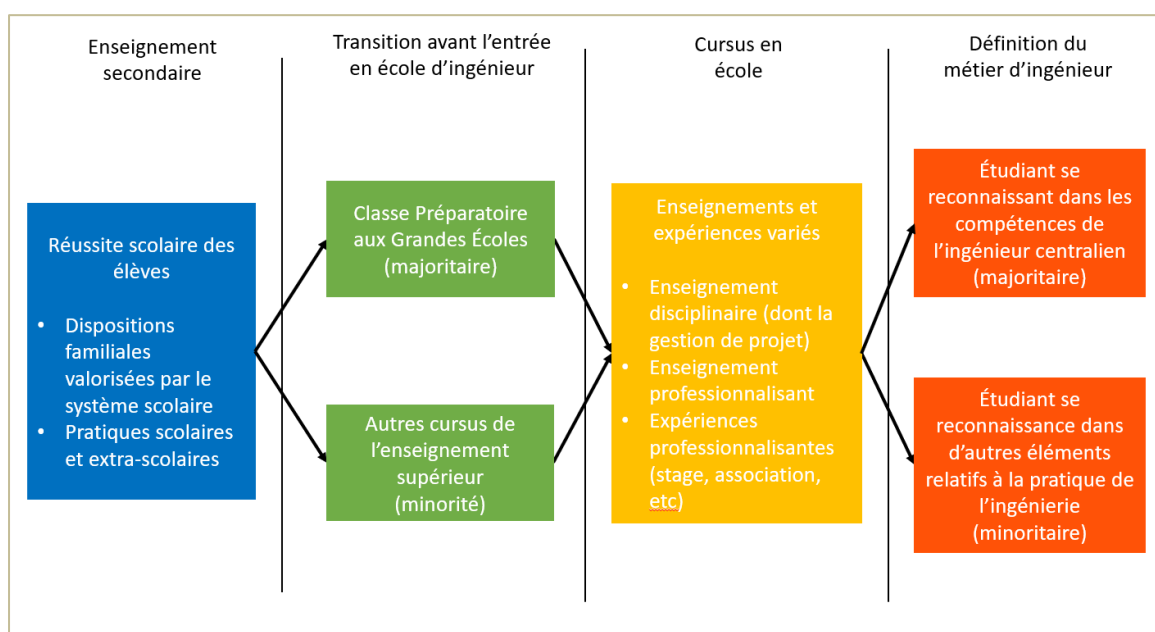 Enseignement
secondaire
Transition avant l’entrée
en école d’ingénieur
Cursus en
école
Définition du
métier d’ingénieur
Réussite scolaire des
élèves
• Dispositions
familiales
valorisées par le
système scolaire
• Pratiques scolaires
et extra-scolaires
Classe Préparatoire
aux Grandes Écoles
(majoritaire)
Autres cursus de
l’enseignement
supérieur
(minorité)
Enseignements et
expériences variés
• Enseignement
disciplinaire (dont la
gestion de projet)
• Enseignement
professionnalisant
• Expériences
professionnalisantes
(stage, association,
etc)
Étudiant se
reconnaissant dans les
compétences de
l’ingénieur centralien
(majoritaire)
Étudiant se
reconnaissance dans
d’autres éléments
relatifs à la pratique de
l’ingénierie
(minoritaire)